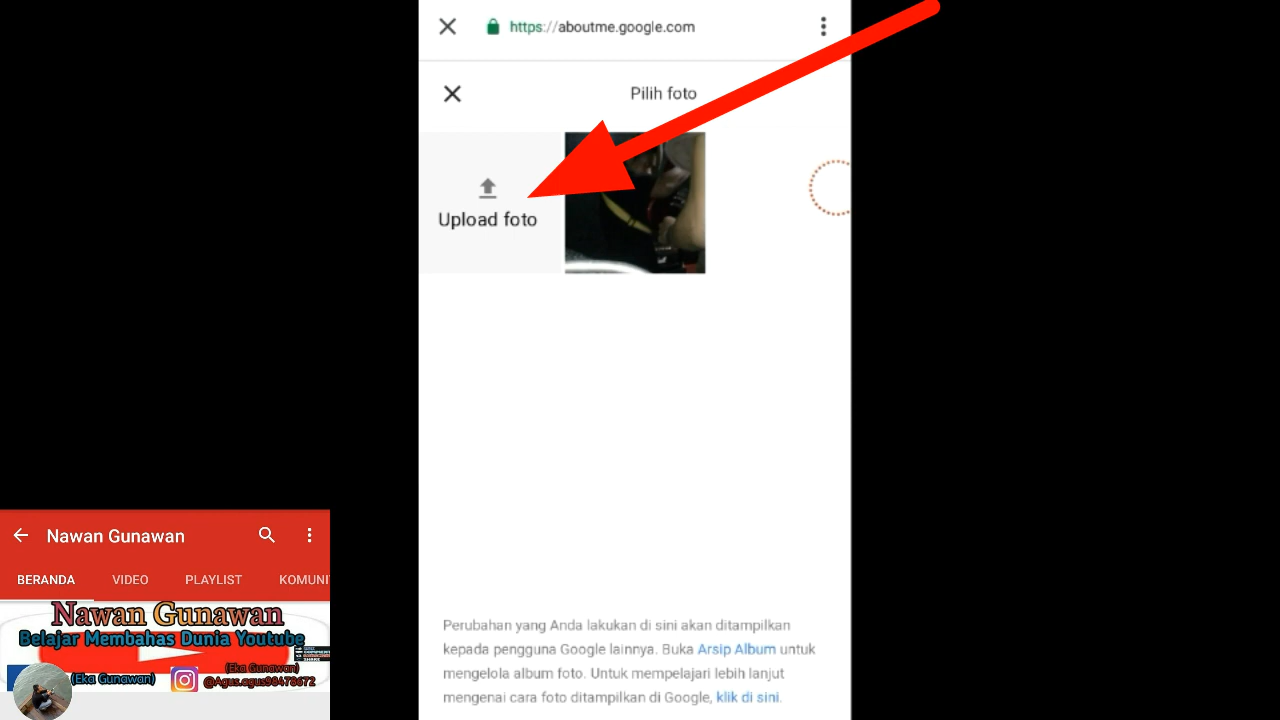 https://aboutme.google.com
Pilih foto
Upload foto
Perubahan yang Anda lakukan di sini akan ditampilkan
kepada pengguna Google lainnya. Buka Arsip Album untuk
mengelola album foto. Untuk mempelajari lebih lanjut
mengenai cara foto ditampilkan di Google, klik di sini.
Nawan Gunawan
BERANDA VIDEO PLAYLIST KOMUNI
Nawan Gunawan
Belajar Membahas Dunia Youtube
(Eka Gunawan)
(Eka Gunawan)
@Agus.agus98478672